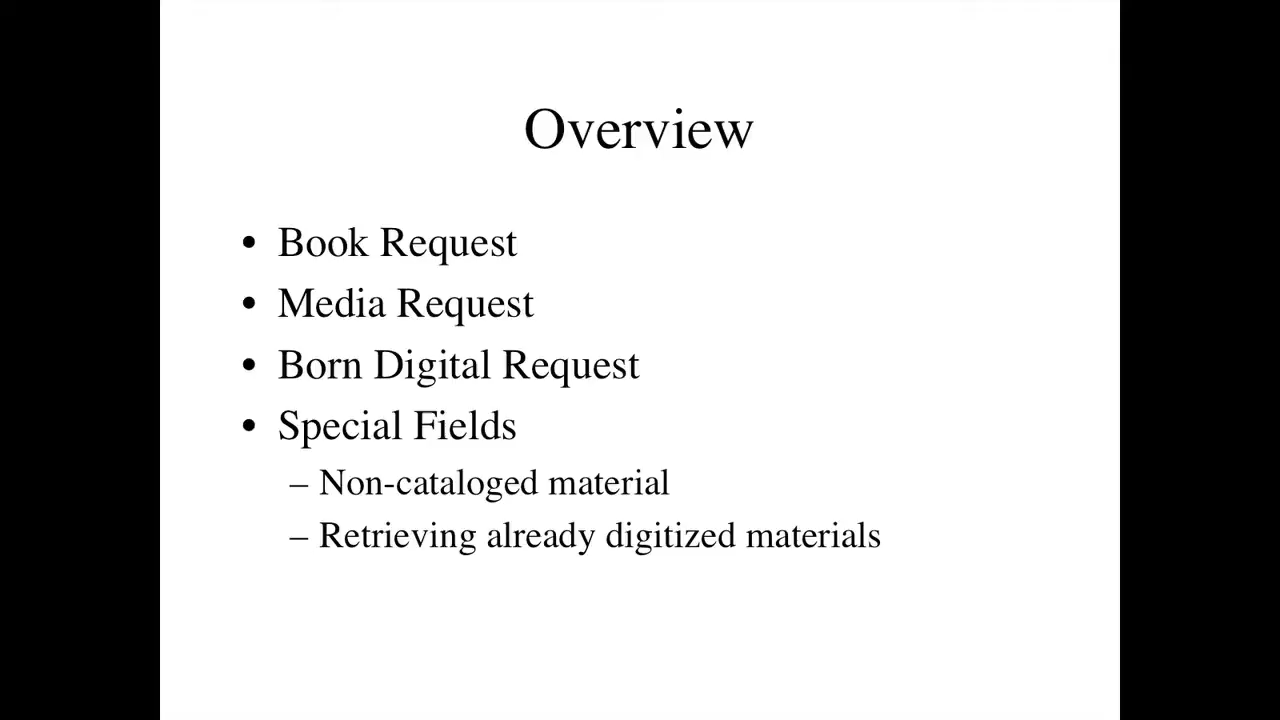 Overview
• Book Request
• Media Request
• Born Digital Request
• Special Fields
– Non-cataloged material
– Retrieving already digitized materials